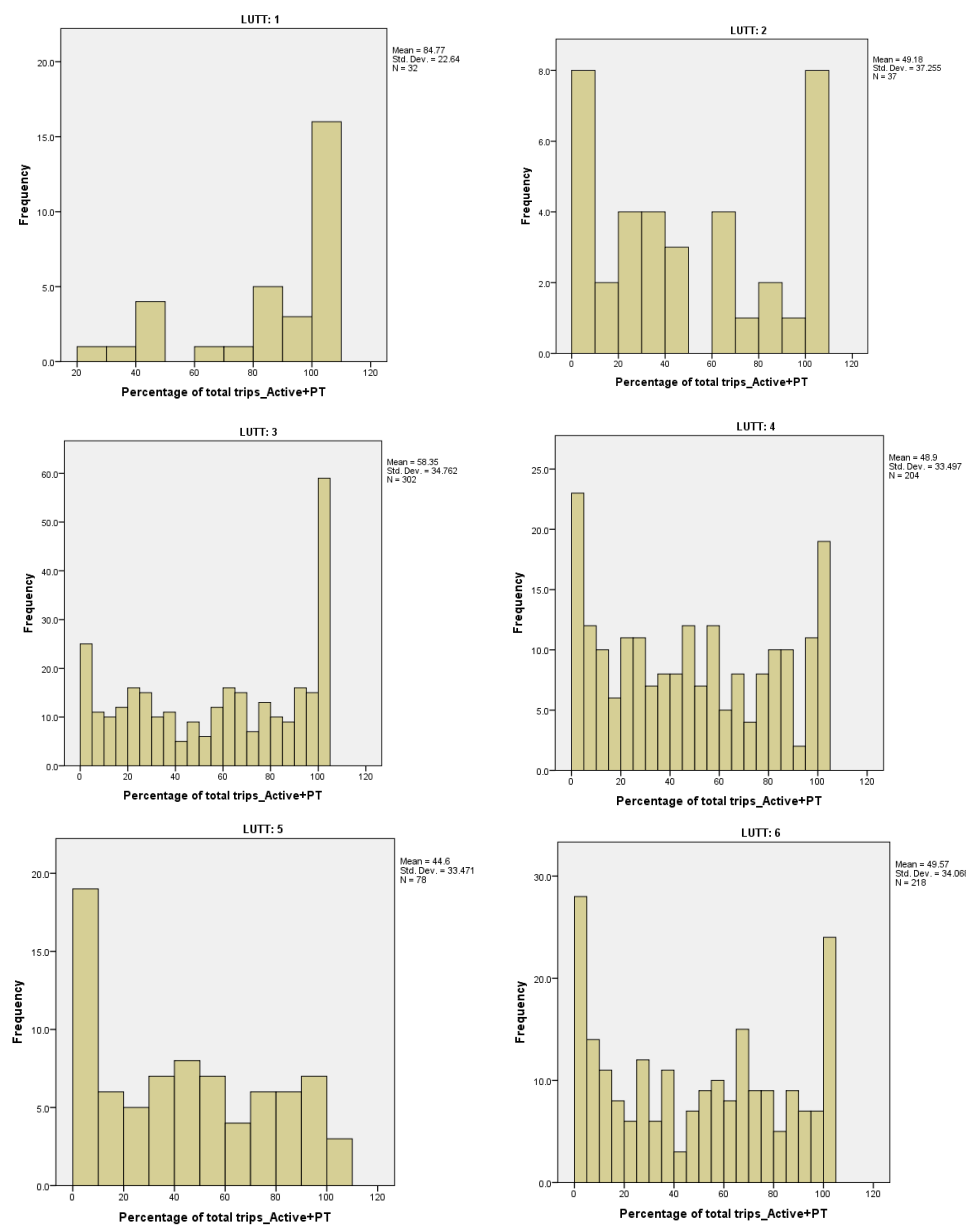 LUTT: 1
Mean = 84.77
Std. Dev. = 22.64
N = 32
20.0
15.0
10.0
5.0
0.0
Frequency
20 40 60 80 100 120
Percentage of total trips_Active+PT
LUTT: 2
Mean = 49.18
Std. Dev. = 37.255
N = 37
8.0
6.0
4.0
2.0
0.0
Frequency
0 20 40 60 80 100 120
Percentage of total trips_Active+PT
LUTT: 3
Mean = 58.35
Std. Dev. = 34.762
N = 302
60.0
50.0
40.0
30.0
20.0
10.0
0.0
Frequency
0 20 40 60 80 100 120
Percentage of total trips_Active+PT
LUTT: 4
Mean = 48.9
Std. Dev. = 33.497
N = 204
25.0
20.0
15.0
10.0
5.0
0.0
Frequency
0 20 40 60 80 100 120
Percentage of total trips_Active+PT
LUTT: 5
Mean = 44.6
Std. Dev. = 33.471
N = 78
20.0
15.0
10.0
5.0
0.0
Frequency
0 20 40 60 80 100 120
Percentage of total trips_Active+PT
LUTT: 6
Mean = 49.57
Std. Dev. =
N = 218
30.0
20.0
10.0
0.0
Frequency
0 20 40 60 80 100 120
Percentage of total trips_Active+PT